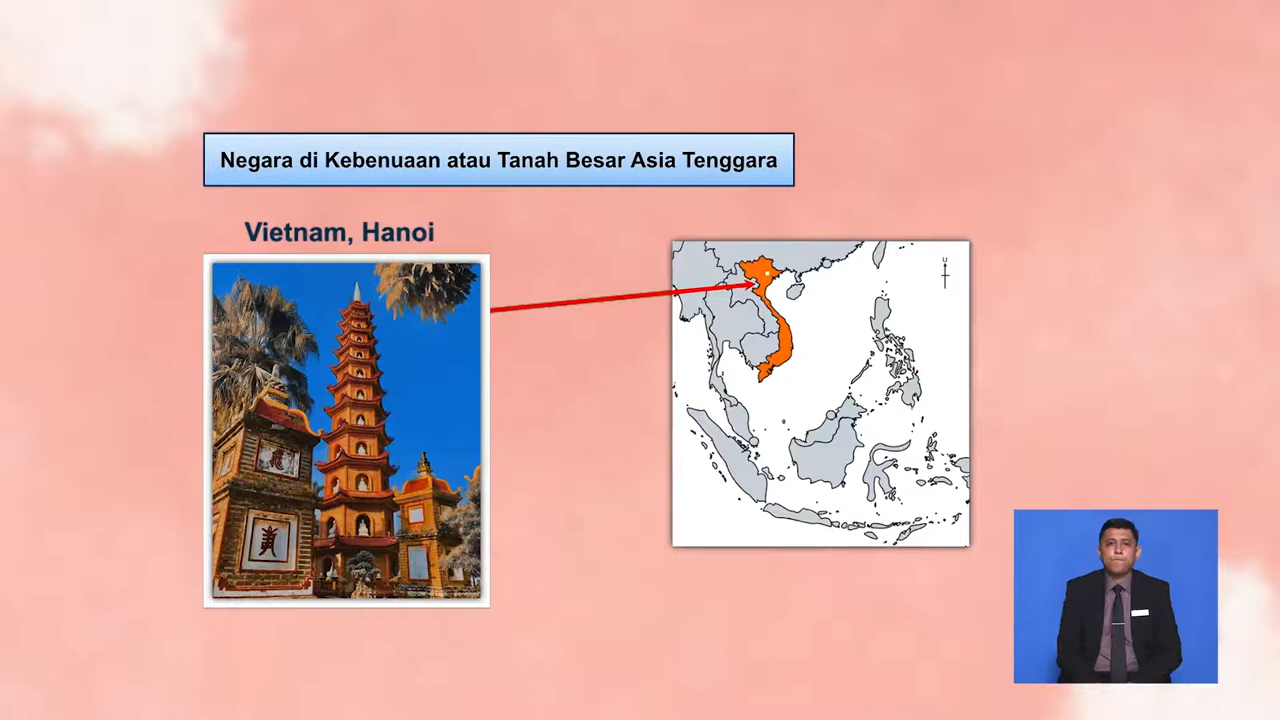 Negara di Kebenuaan atau Tanah Besar Asia Tenggara
Vietnam, Hanoi
U